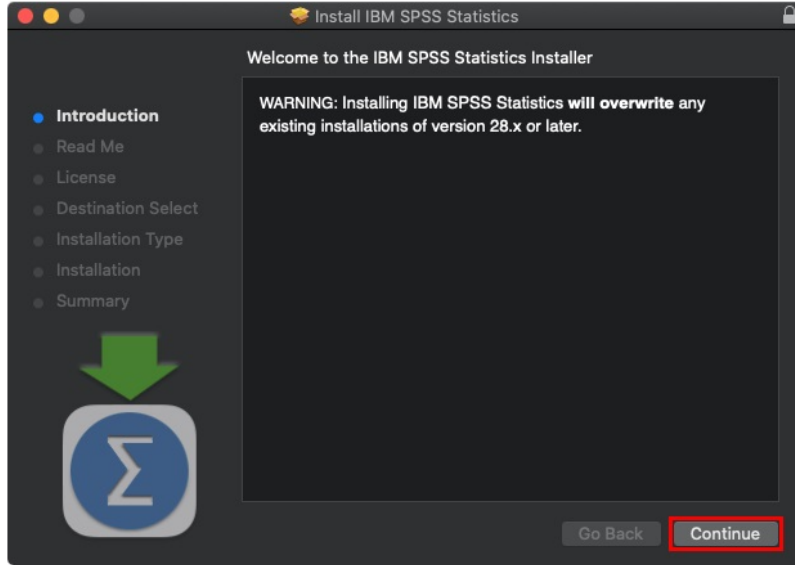 Install IBM SPSS Statistics
Welcome to the IBM SPSS Statistics Installer
Introduction
Read Me
License
Destination Select
Installation Type
Installation
Summary
WARNING: Installing IBM SPSS Statistics will overwrite any
existing installations of version 28.x or later.
Σ
Go Back
Continue